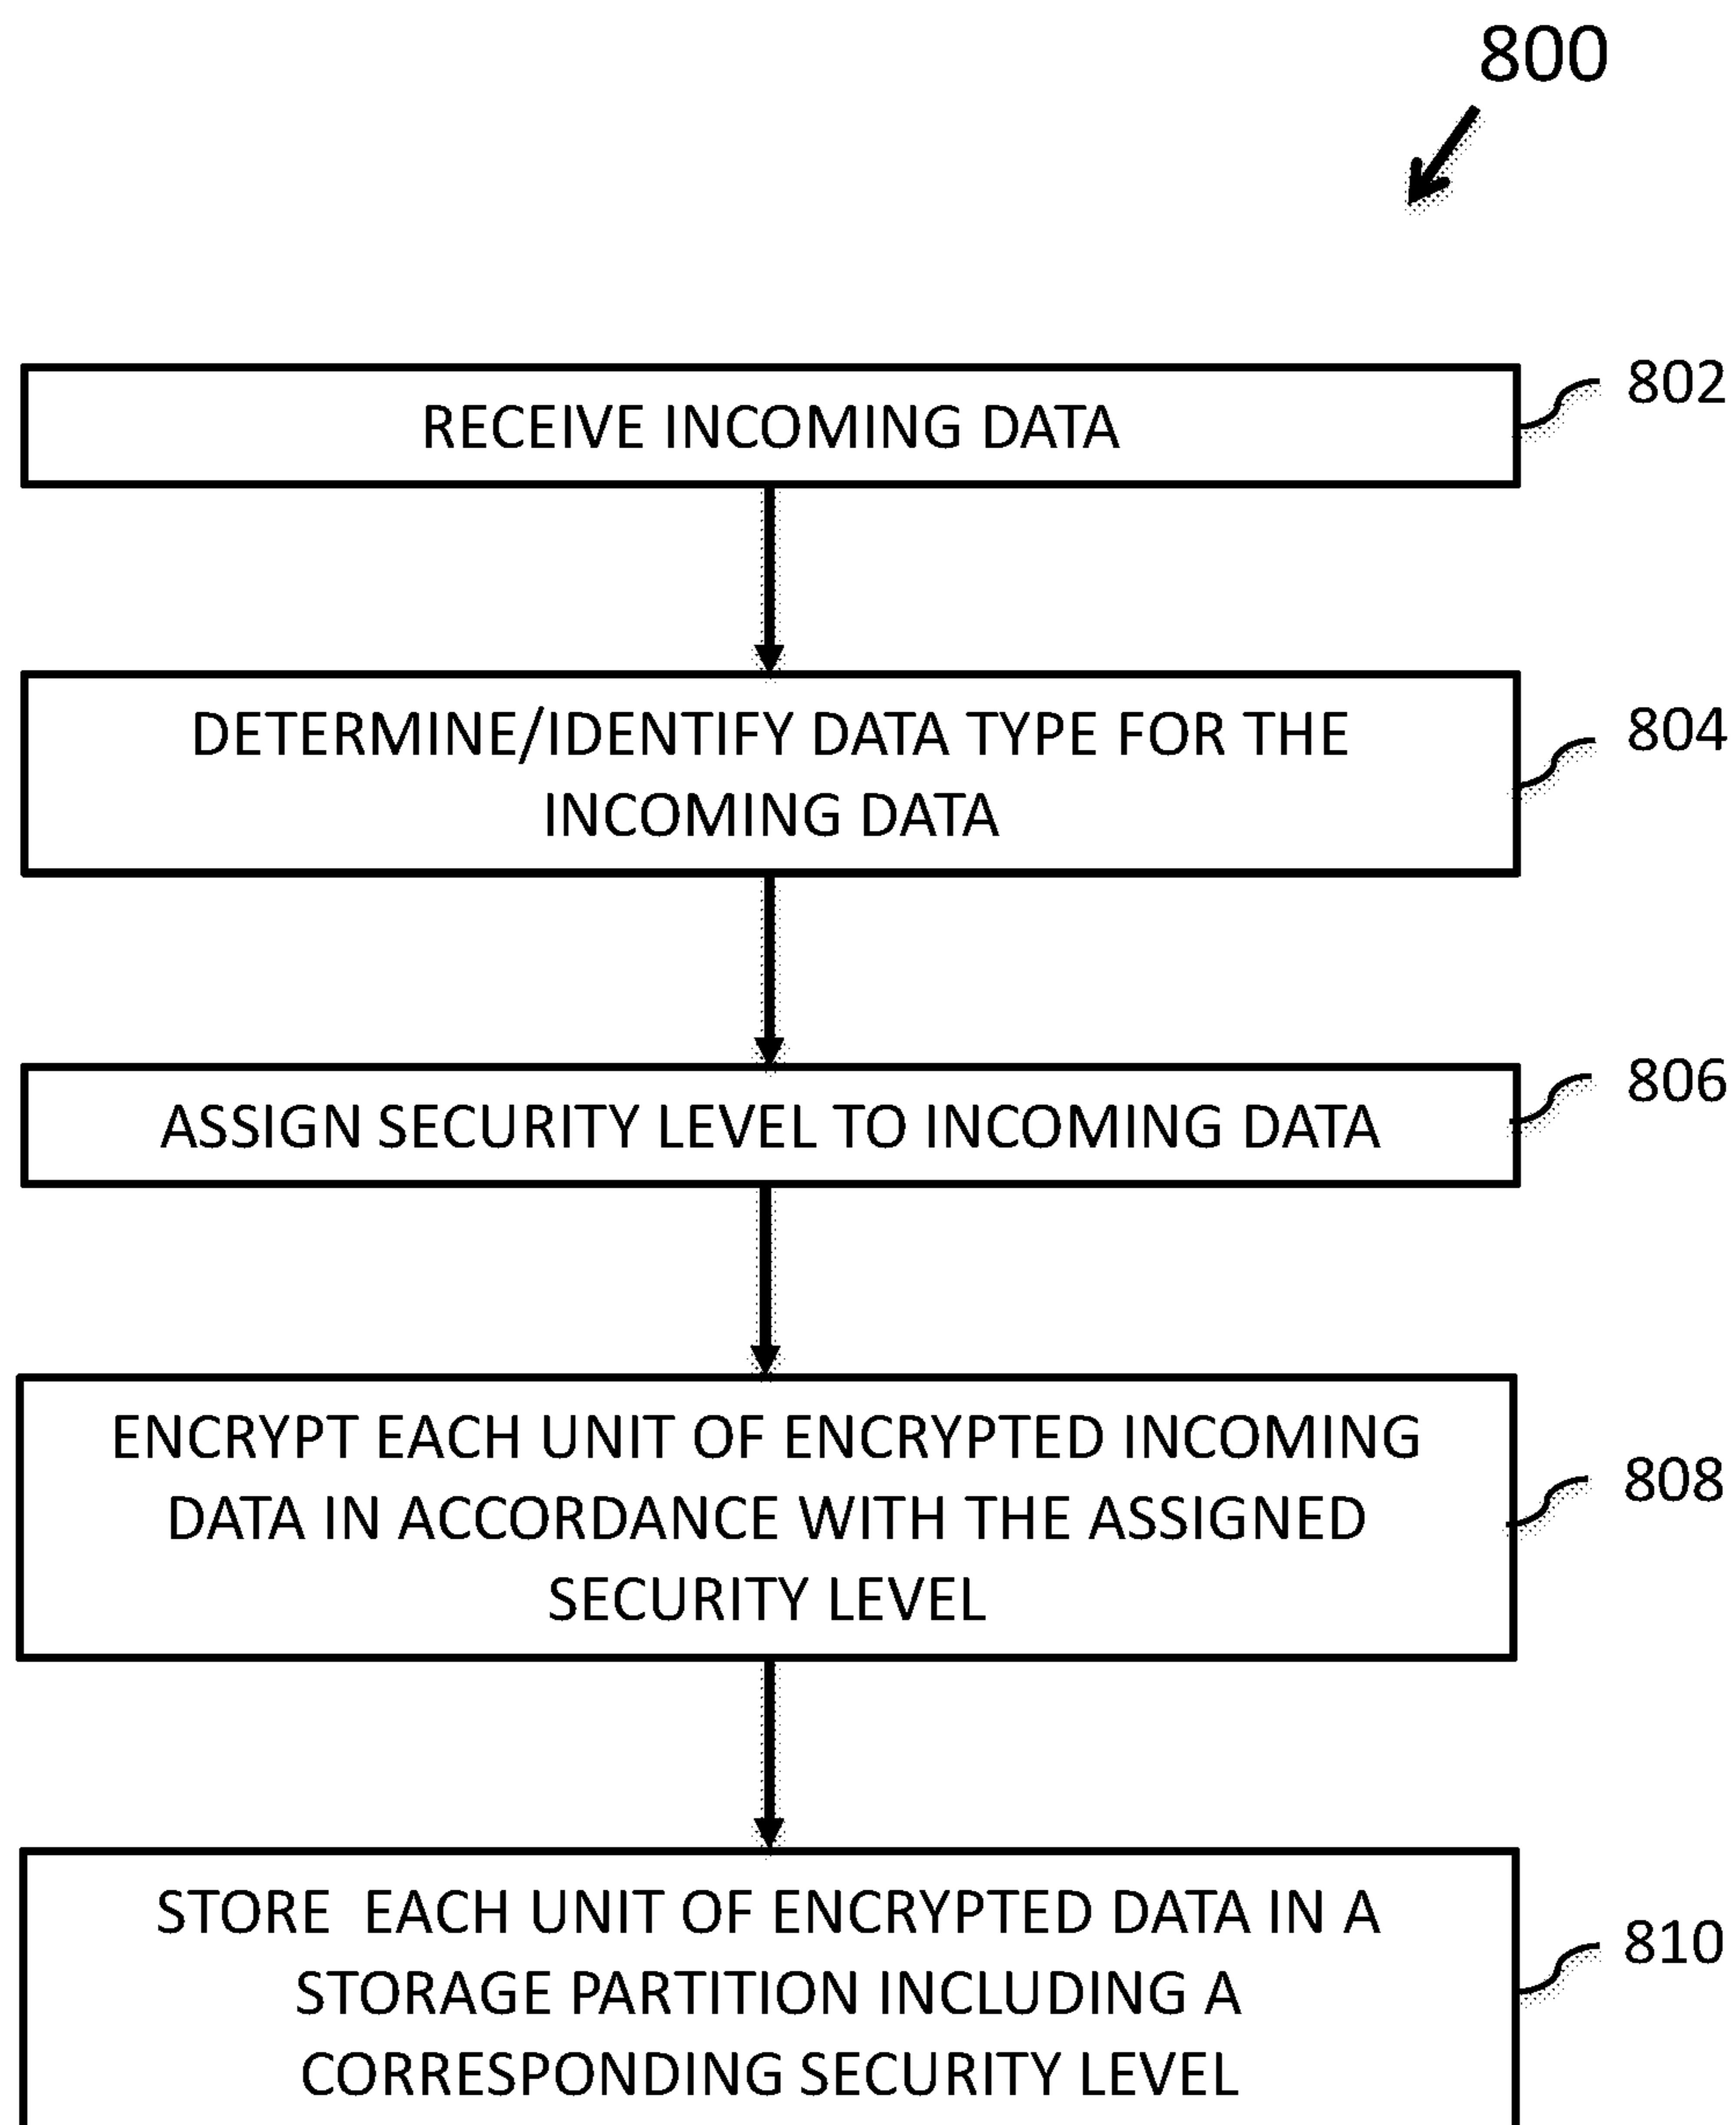 800
RECEIVE INCOMING DATA
802
DETERMINE/IDENTIFY DATA TYPE FOR THE
INCOMING DATA
804
ASSIGN SECURITY LEVEL TO INCOMING DATA
806
ENCRYPT EACH UNIT OF ENCRYPTED INCOMING
DATA IN ACCORDANCE WITH THE ASSIGNED
SECURITY LEVEL
808
STORE EACH UNIT OF ENCRYPTED DATA IN A
STORAGE PARTITION INCLUDING A
CORRESPONDING SECURITY LEVEL
810